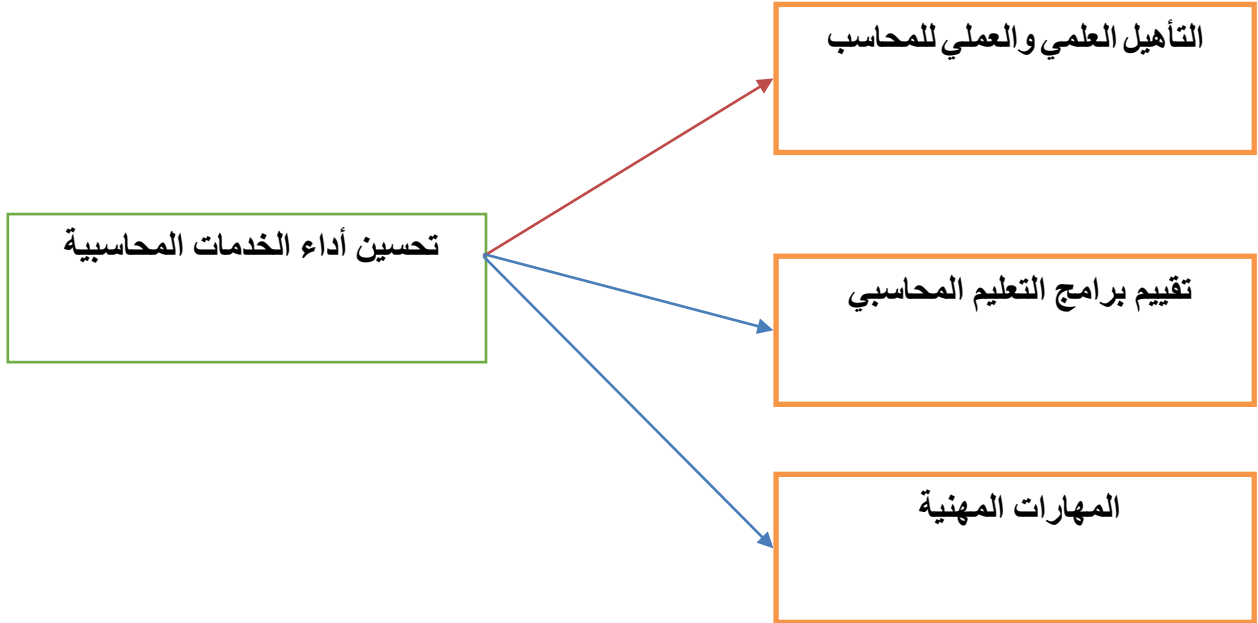 التأهيل العلمي والعملي للمحاسب
تحسين أداء الخدمات المحاسبية
تقييم برامج التعليم المحاسبي
المهارات المهنية